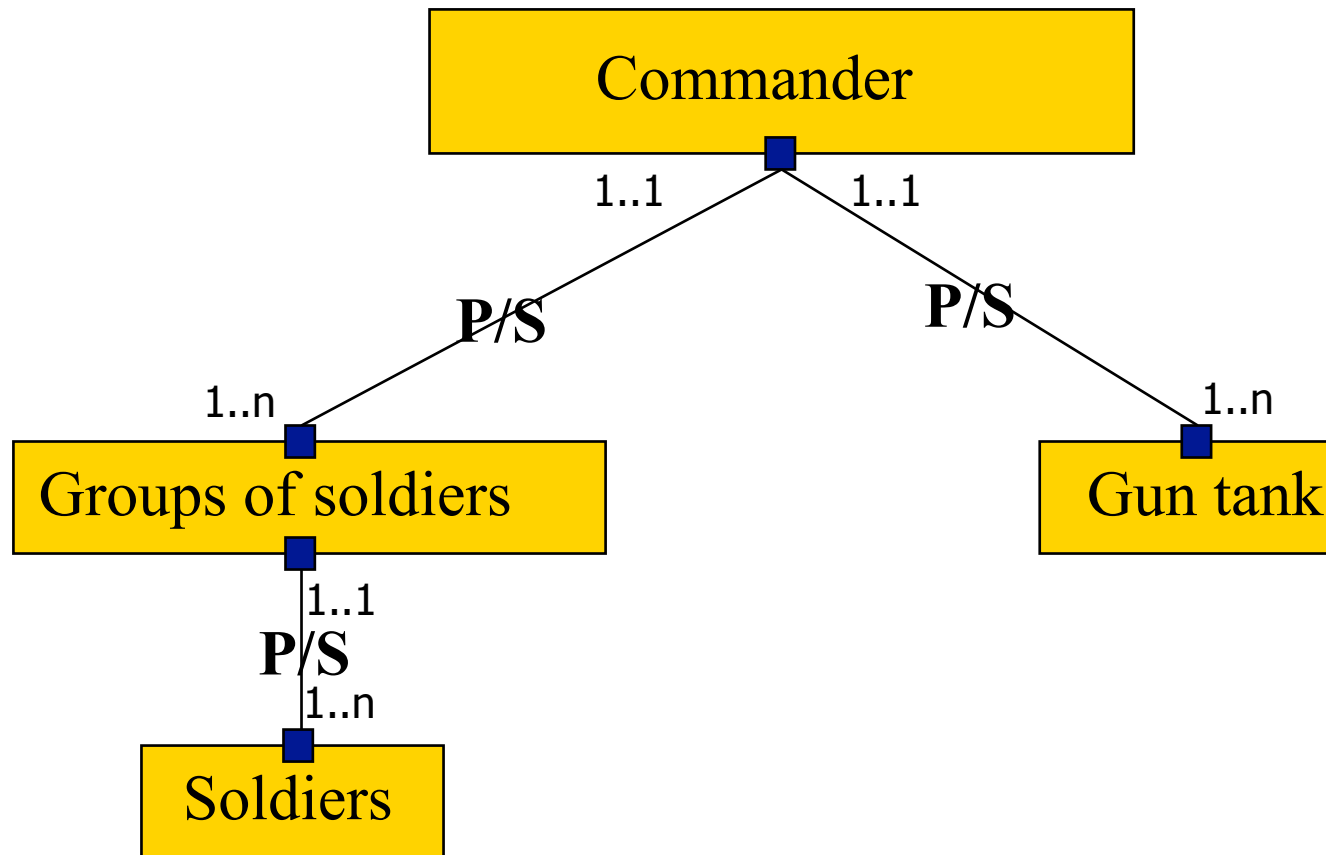 Commander
1..1
1..1
P/S
P/S
1..n
1..n
Groups of soldiers
Gun tank
1..1
P/S
1..n
Soldiers